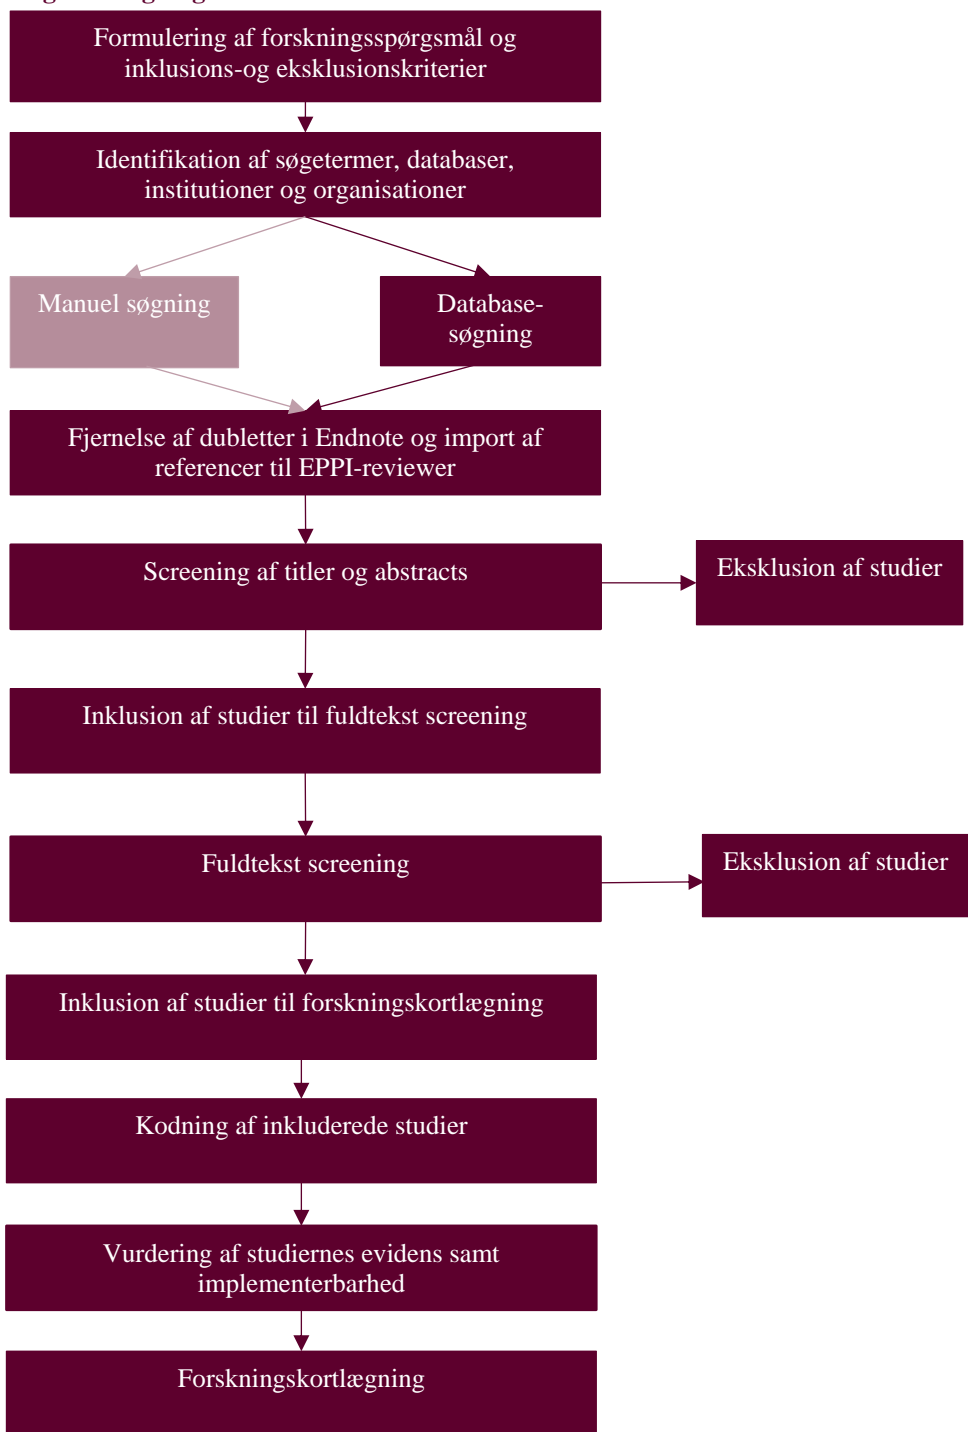 Formulering af forskningsspørgsmål og
inklusions-og eksklusionskriterier
Identifikation af søgetermer, databaser,
institutioner og organisationer
Manuel søgning
Database-
søgning
Fjernelse af dubletter i Endnote og import af
referencer til EPPI-reviewer
Screening af titler og abstracts
Eksklusion af studier
Inklusion af studier til fuldtekst screening
Fuldtekst screening
Eksklusion af studier
Inklusion af studier til forskningskortlægning
Kodning af inkluderede studier
Vurdering af studiernes evidens samt
implementerbarhed
Forskningskortlægning